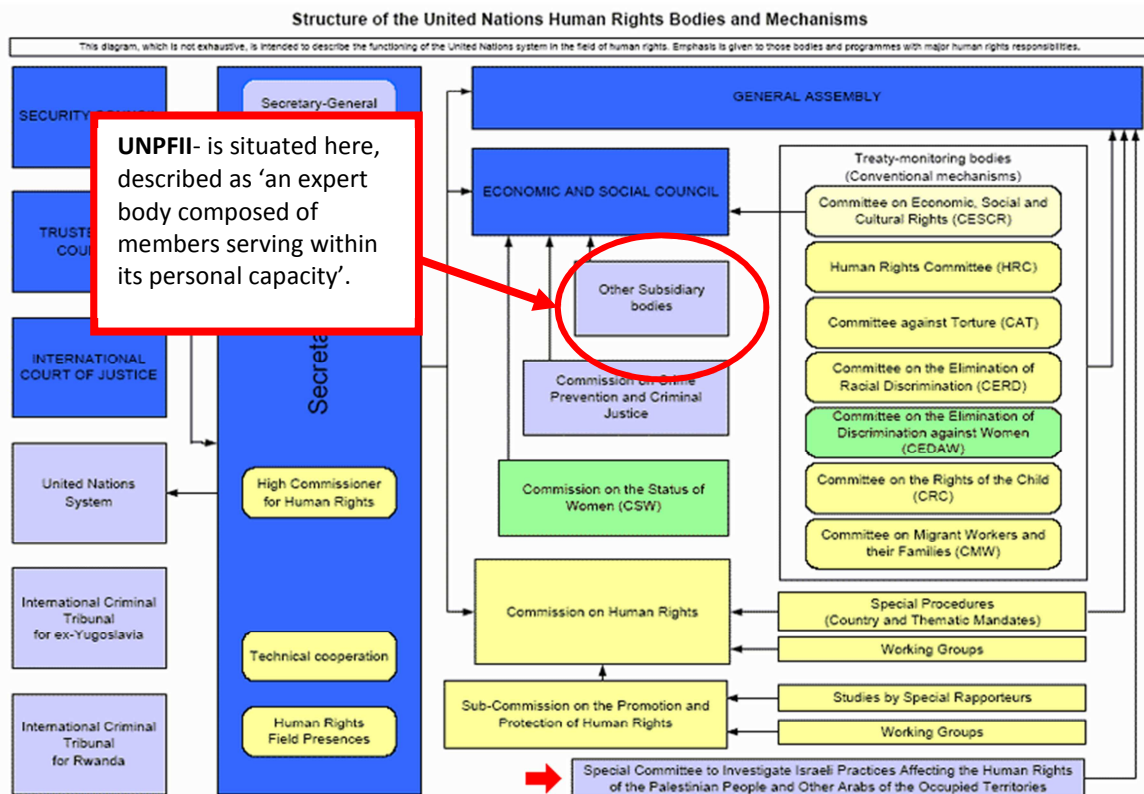 Structure of the United Nations Human Rights Bodies and Mechanisms
This diagram, which is not exhaustive, is intended to describe the functioning of the United Nations system in the field of human rights. Emphasis is given to those bodies and programmes with major human rights responsibilities.
SECURITY
Secretary-General
GENERAL ASSEMBLY
UNPFII- is situated here,
described as ‘an expert
body composed of
members serving within
its personal capacity’.
ECONOMIC AND SOCIAL COUNCIL
Treaty-monitoring bodies
(Conventional mechanisms)
Committee on Economic, Social and
Cultural Rights (CESCR)
Human Rights Committee (HRC)
Committee against Torture (CAT)
Committee on the Elimination of
Racial Discrimination (CERD)
Committee on the Elimination of
Discrimination against Women
(CEDAW)
Committee on the Rights of the Child
(CRC)
Committee on Migrant Workers and
their Families (CMW)
Other Subsidiary
bodies
Commission on Crime
Prevention and Criminal
Justice
Commission on the Status of
Women (CSW)
INTERNATIONAL
COURT OF JUSTICE
United Nations
System
High Commissioner
for Human Rights
International Criminal
Tribunal
for ex-Yugoslavia
Technical cooperation
Commission on Human Rights
Special Procedures
(Country and Thematic Mandates)
Working Groups
International Criminal
Tribunal
for Rwanda
Human Rights
Field Presences
Sub-Commission on the Promotion and
Protection of Human Rights
Studies by Special Rapporteurs
Working Groups
Special Committee to Investigate Israeli Practices Affecting the Human Rights
of the Palestinian People and Other Arabs of the Occupied Territories